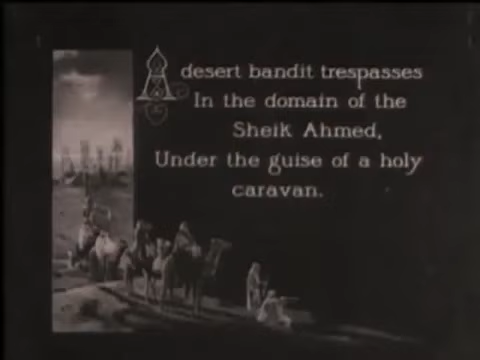 A desert bandit trespasses
In the domain of the
Sheik Ahmed,
Under the guise of a holy
caravan.